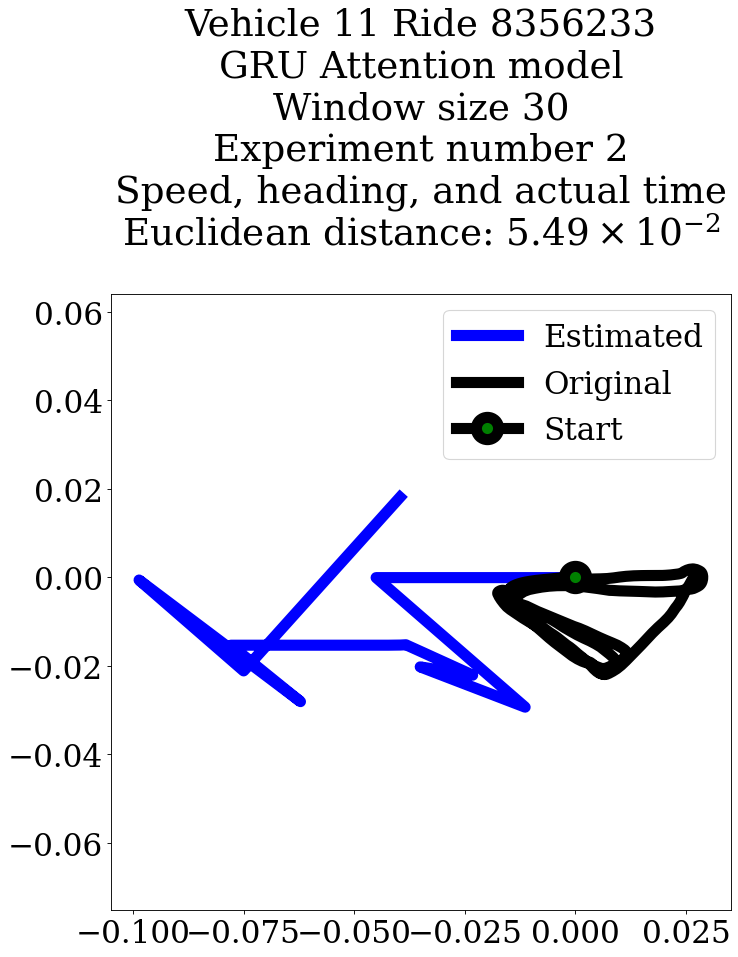 Vehicle 11 Ride 8356233
GRU Attention model
Window size 30
Experiment number 2
Speed, heading, and actual time
Euclidean distance: 5.49 × 10⁻²
Estimated
Original
Start
0.06
0.04
0.02
0.00
−0.02
−0.04
−0.06
−0.100 −0.075 −0.050 −0.025 0.000 0.025